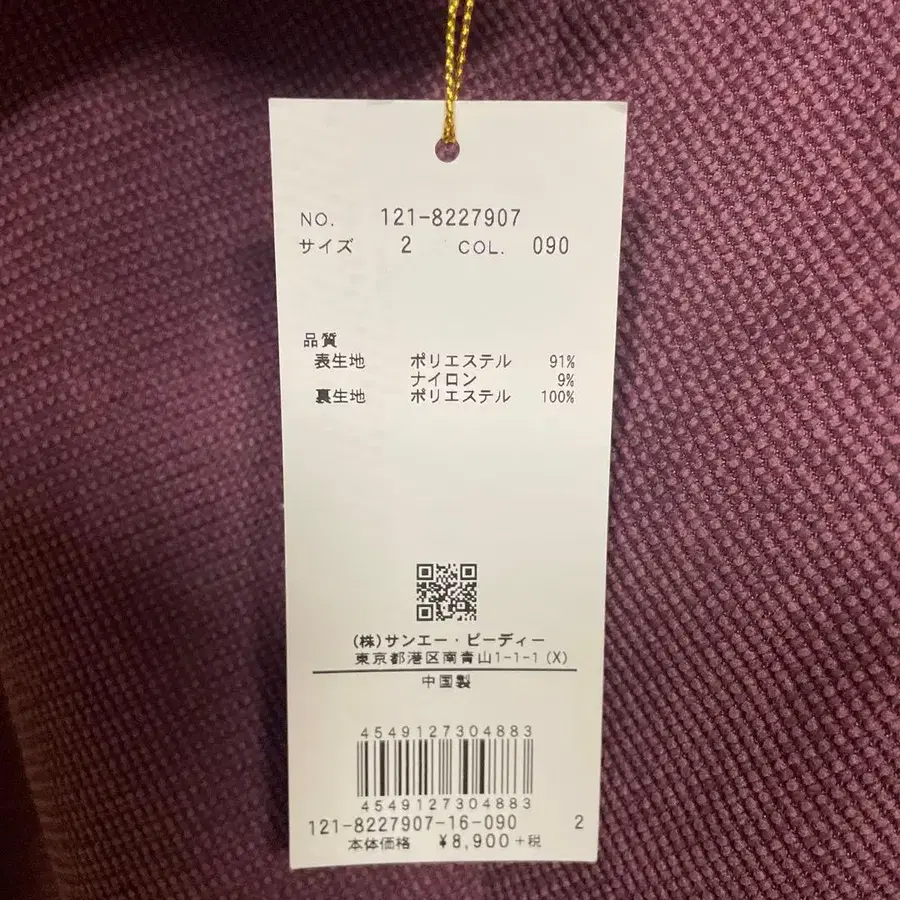 NO. 121-8227907
サイズ 2 COL. 090
品質
表生地 ポリエステル 91%
ナイロン 9%
裏生地 ポリエステル 100%
(株)サンエー・ビーディー
東京都港区南青山1-1-1(X)
中国製
4549127304883
4549127304883
121-8227907-16-090 2
本体価格 ¥8,900+税